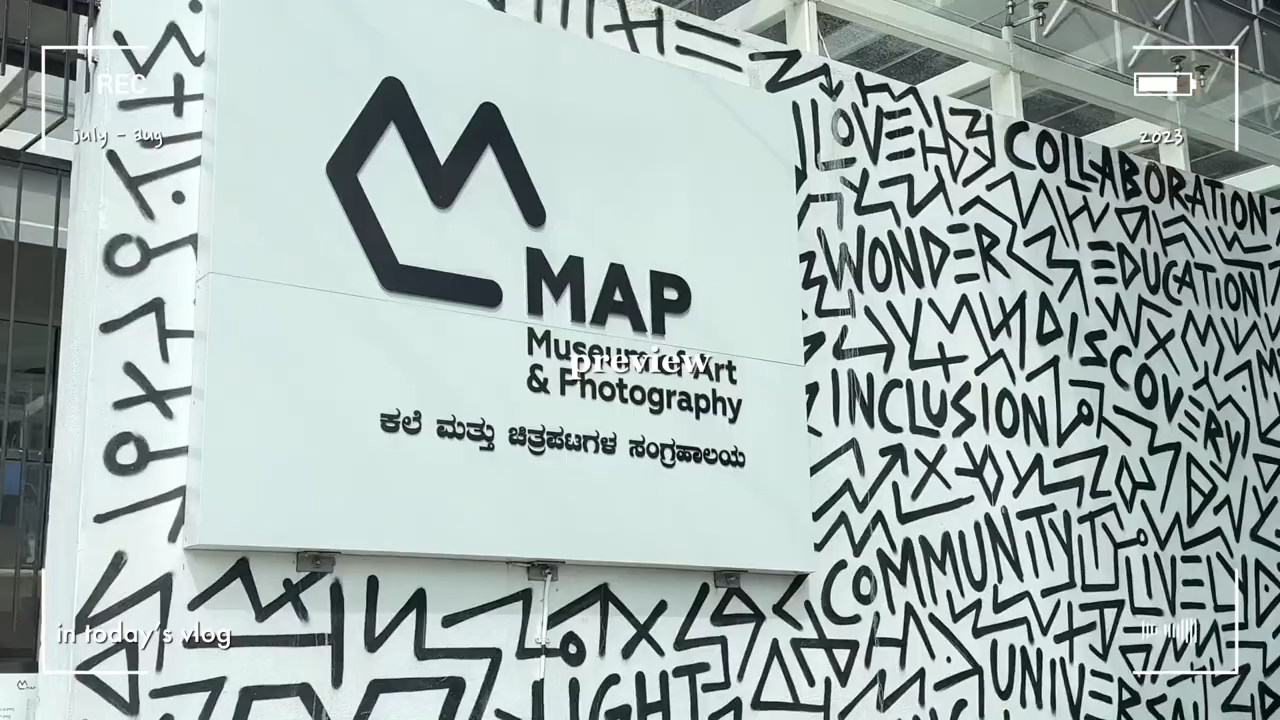 REC
july - aug
2023
MAP
Museum of Art
& Photography
ಕಲೆ ಮತ್ತು ಚಿತ್ರಪಟಗಳ ಸಂಗ್ರಹಾಲಯ
preview
LOVE
COLLABORATION
WONDER
EDUCATION
DISCOVERY
INCLUSION
COMMUNITY
LIVE
UNIVERSAL
LIGHT
in today's vlog